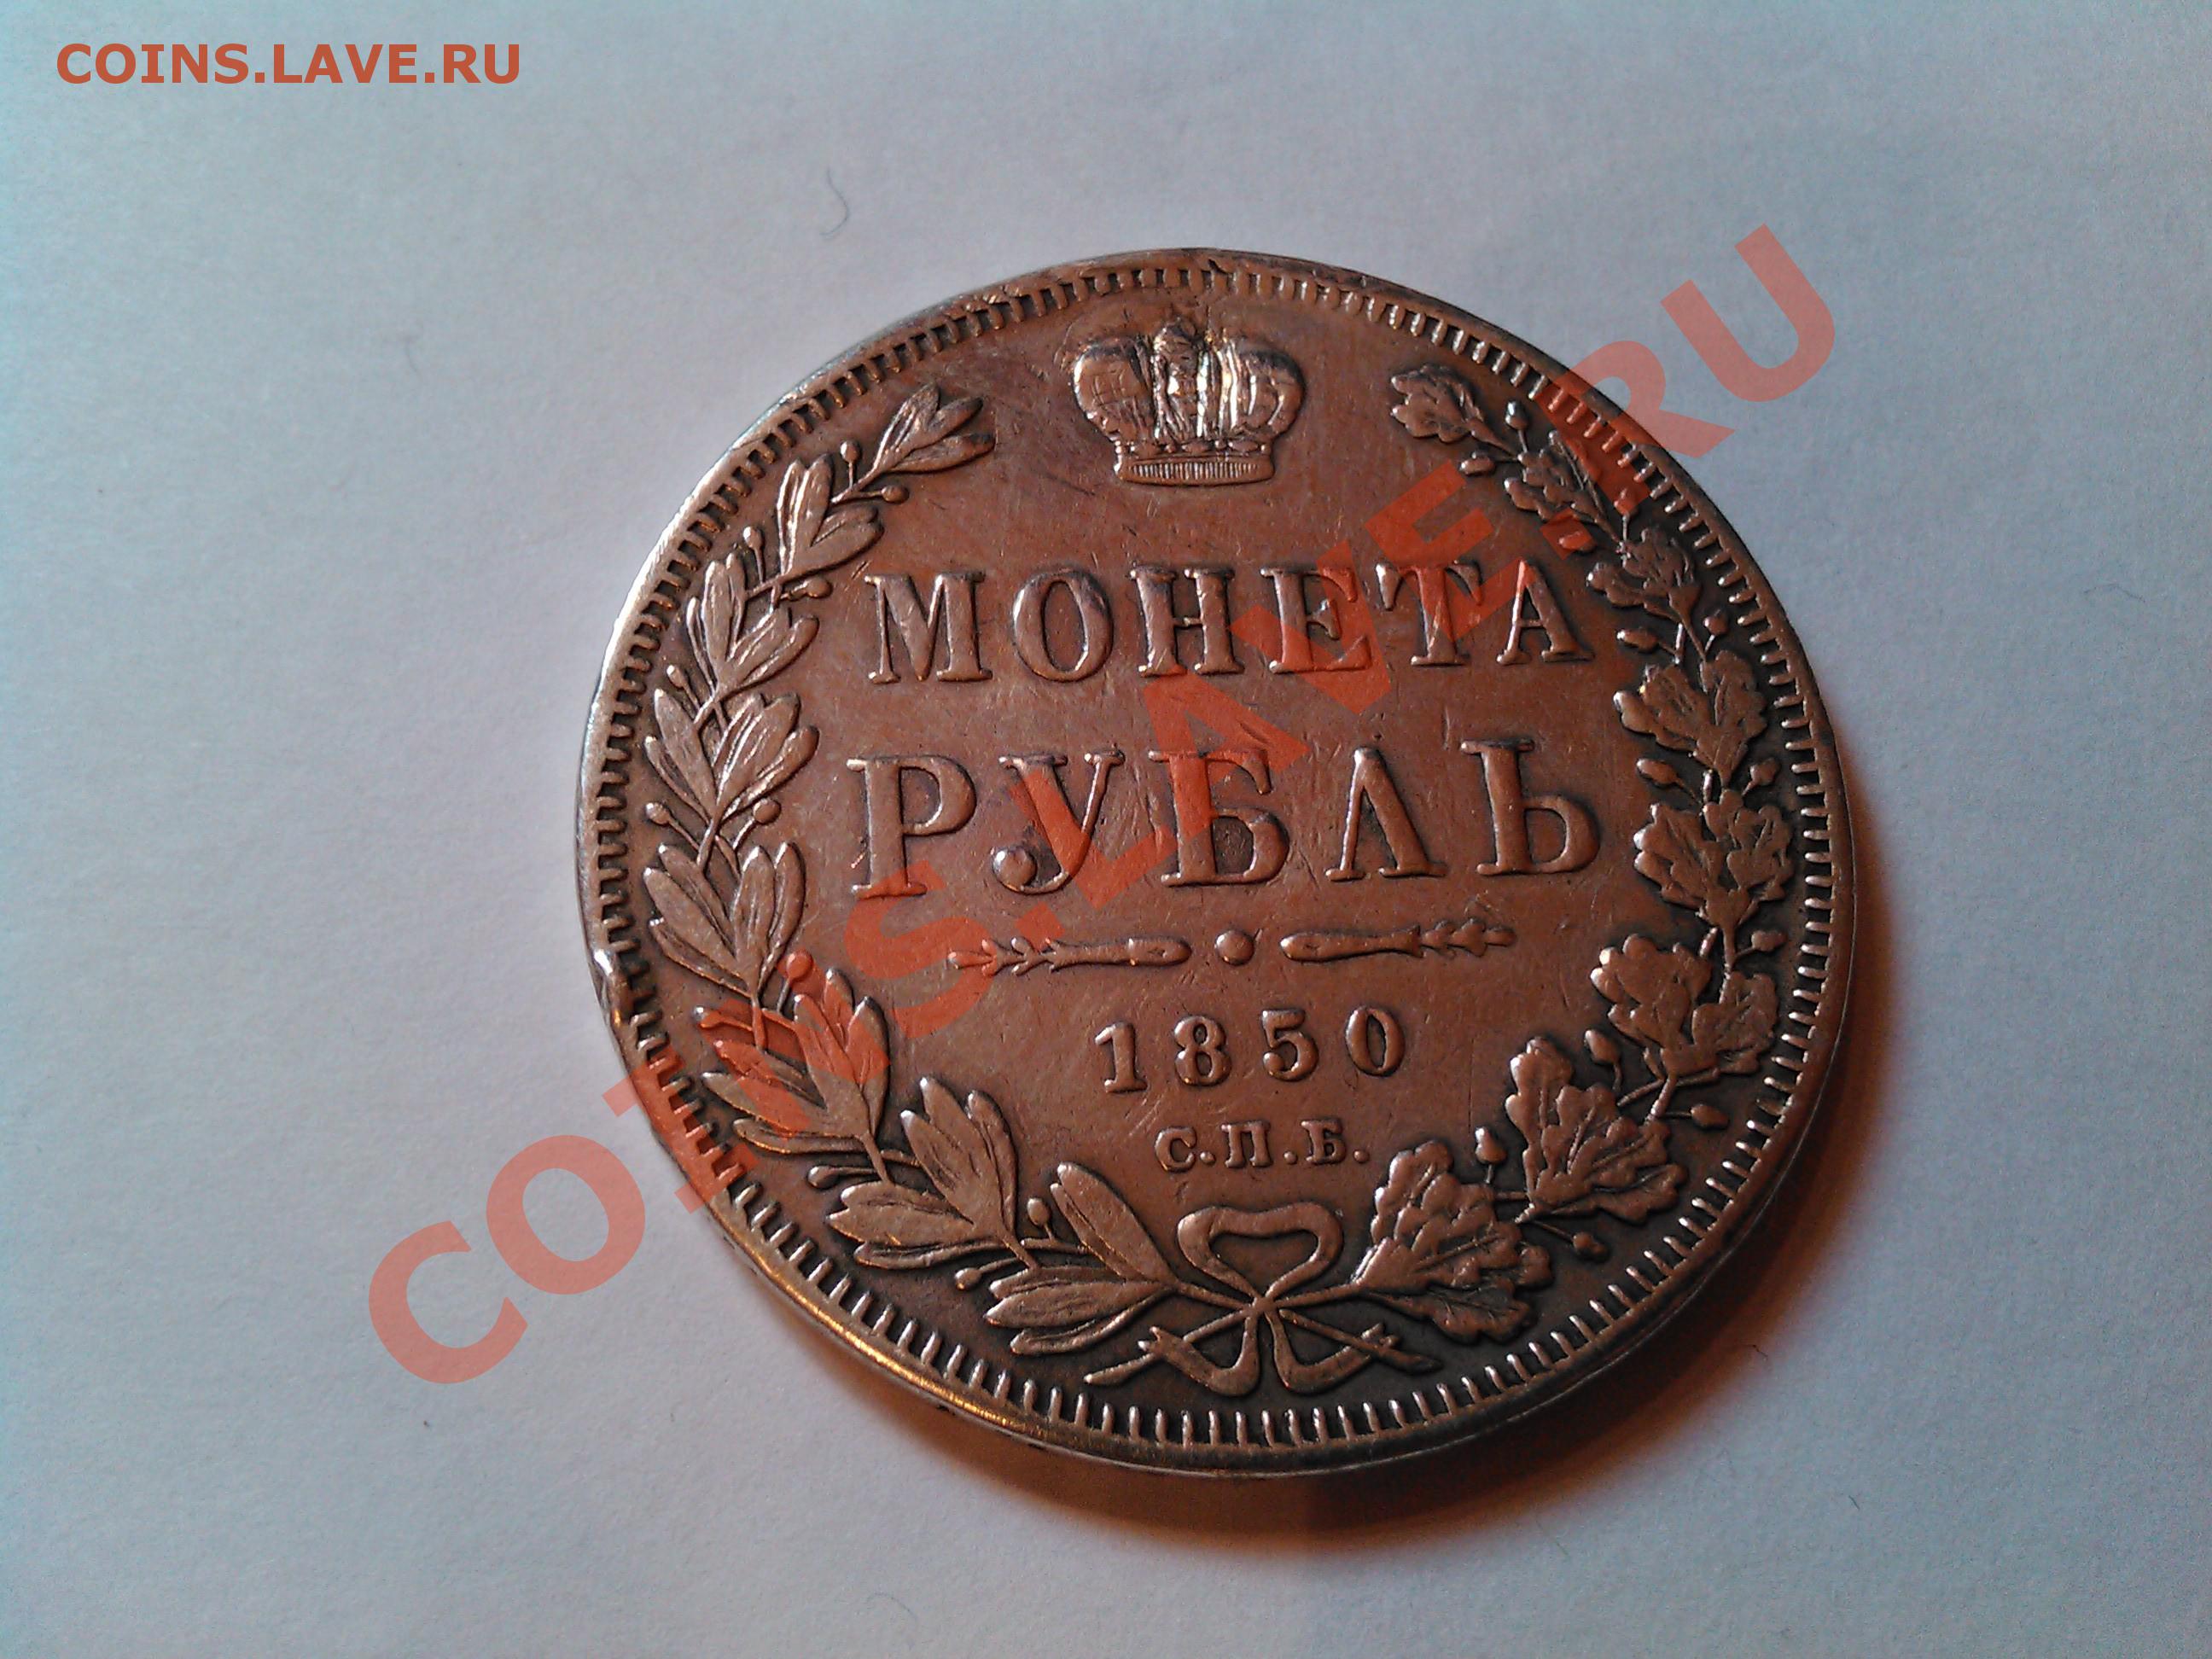 COINS.LAVE.RU
МОНЕТА
РУБЛЬ
1850
С.П.Б.
COINS.LAVE.RU